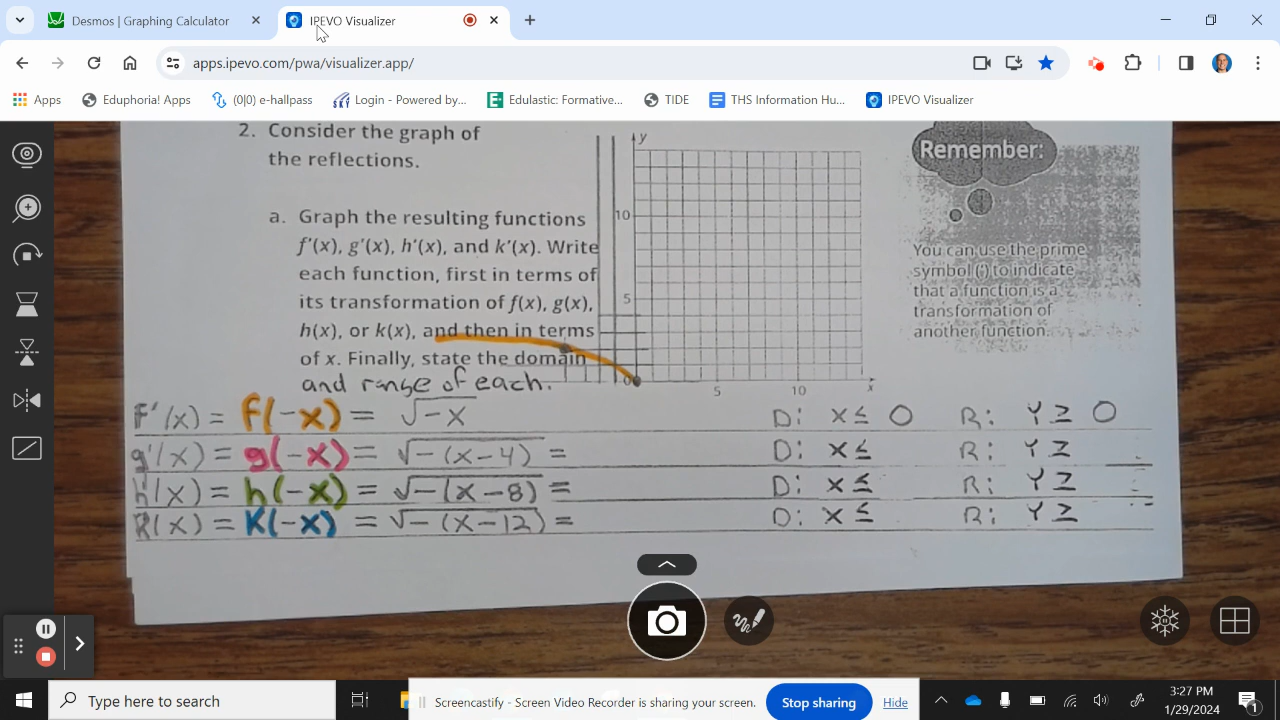 Desmos | Graphing Calculator
IPEVO Visualizer
apps.ipevo.com/pwa/visualizer.app/
Apps
Eduphoria! Apps
(0|0) e-hallpass
Login - Powered by...
Edulastic: Formative...
TIDE
THS Information Hu...
IPEVO Visualizer
2. Consider the graph of
the reflections.
a. Graph the resulting functions
f'(x), g'(x), h'(x), and k'(x). Write
each function, first in terms of
its transformation of f(x), g(x),
h(x), or k(x), and then in terms
of x. Finally, state the domain
and range of each.
y
10
5
0
5
10
x
Remember:
You can use the prime
symbol (') to indicate
that a function is a
transformation of
another function.
F'(x) = f(-x) = √-x D: x ≤ 0 R: Y ≥ 0
g'(x) = g(-x) = √-(x-4) = D: x ≤ R: Y ≥
h'(x) = h(-x) = √-(x-8) = D: x ≤ R: Y ≥
K'(x) = K(-x) = √-(x-12) = D: x ≤ R: Y ≥
Type here to search
Screencastify - Screen Video Recorder is sharing your screen.
Stop sharing
Hide
3:27 PM
1/29/2024
1